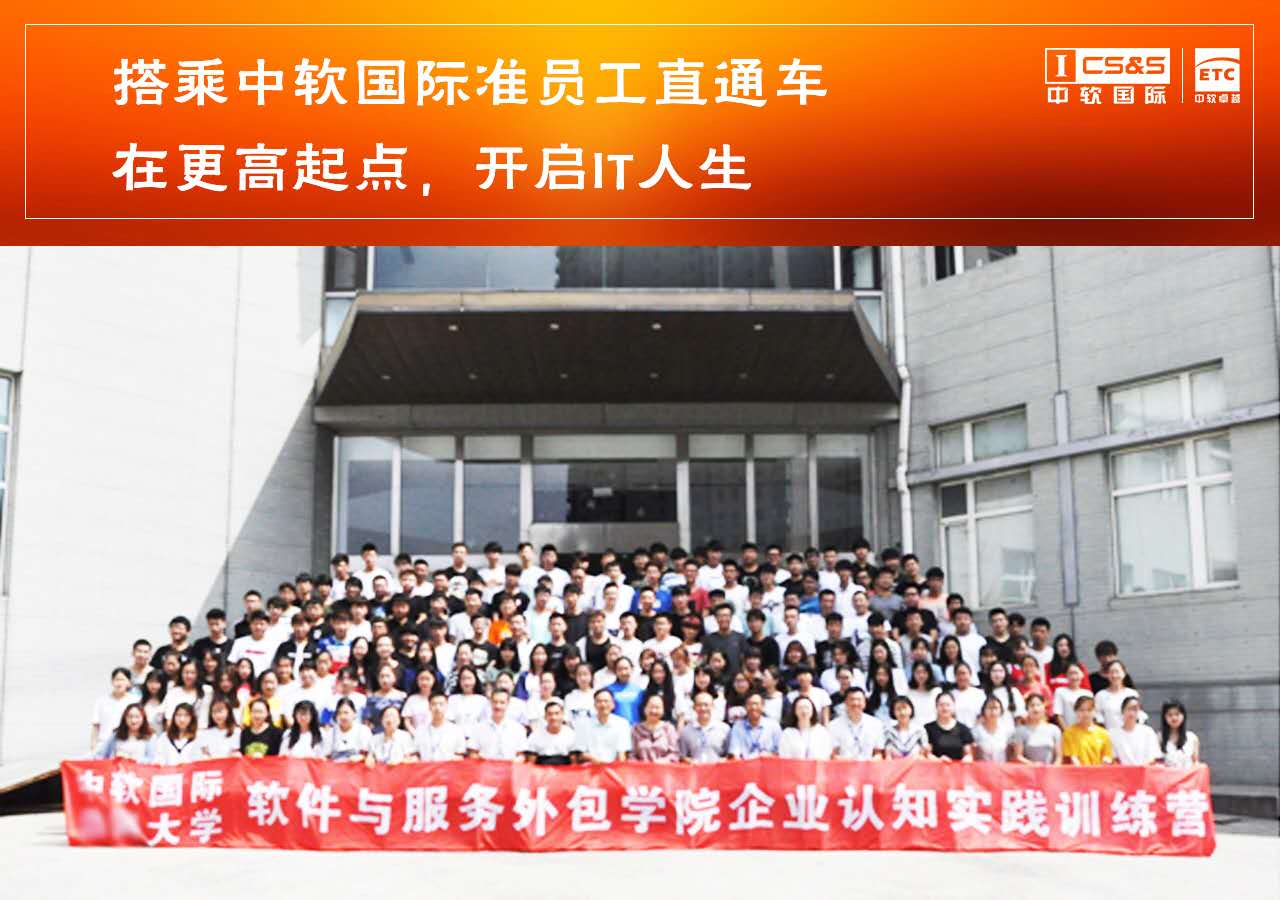 搭乘中软国际准员工直通车
在更高起点，开启IT人生
I CS&S
中软国际
ETC
中软卓越
中软国际
大学
软件与服务外包学院企业认知实践训练营